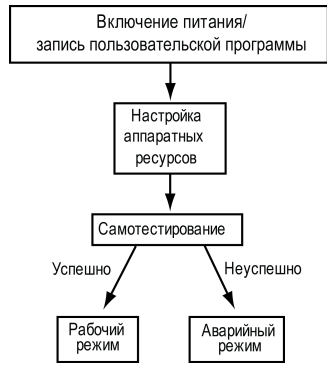 Включение питания/
запись пользовательской программы
Настройка
аппаратных
ресурсов
Самотестирование
Успешно
Неуспешно
Рабочий
режим
Аварийный
режим